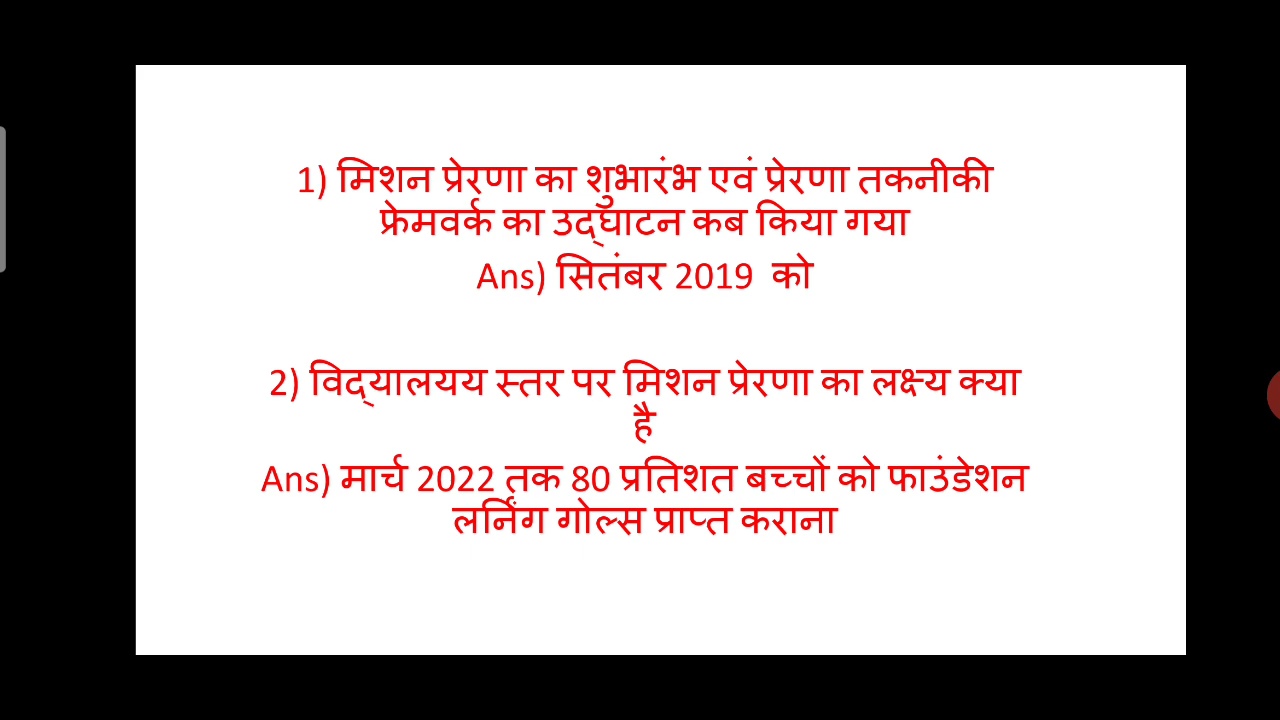 1) मिशन प्रेरणा का शुभारंभ एवं प्रेरणा तकनीकी
फ्रेमवर्क का उद्घाटन कब किया गया
Ans) सितंबर 2019 को
2) विद्यालयय स्तर पर मिशन प्रेरणा का लक्ष्य क्या
है
Ans) मार्च 2022 तक 80 प्रतिशत बच्चों को फाउंडेशन
लर्निंग गोल्स प्राप्त कराना